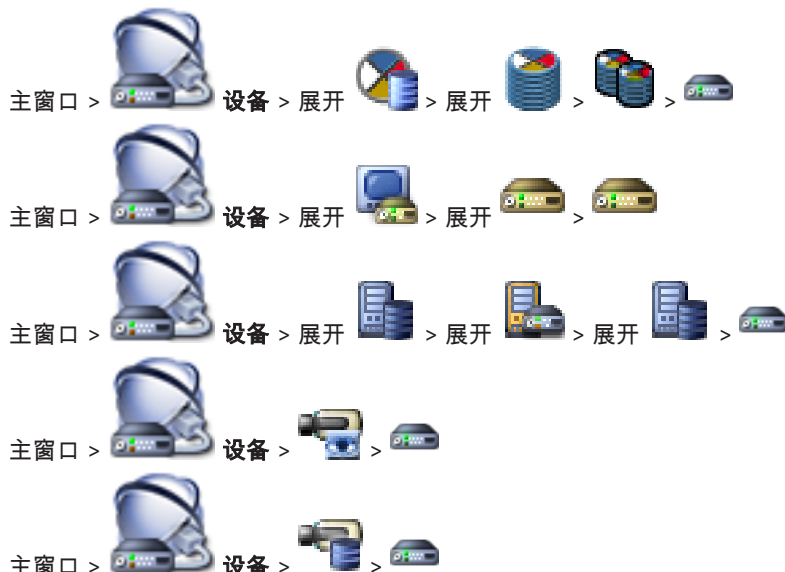 主窗口 > 设备 > 展开 > 展开 > >
主窗口 > 设备 > 展开 > 展开 >
主窗口 > 设备 > 展开 > 展开 > 展开 >
主窗口 > 设备 > >
主窗口 > 设备 > >